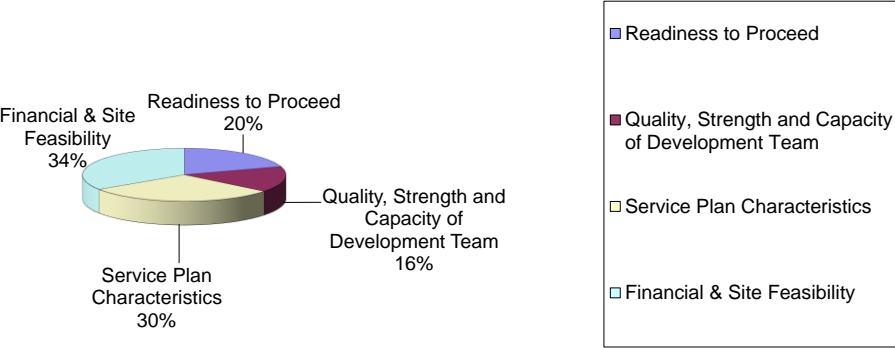 Financial & Site
Feasibility
34%
Readiness to Proceed
20%
Quality, Strength and
Capacity of
Development Team
16%
Service Plan
Characteristics
30%
Readiness to Proceed
Quality, Strength and Capacity
of Development Team
Service Plan Characteristics
Financial & Site Feasibility